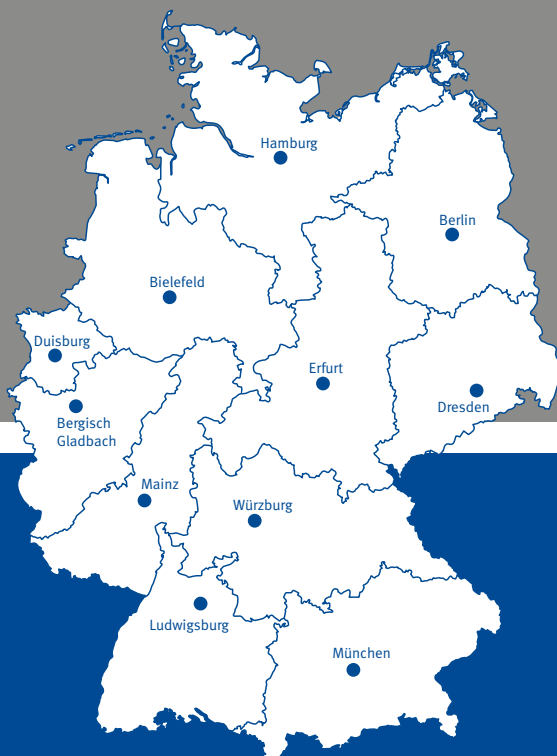 Hamburg
Berlin
Bielefeld
Duisburg
Erfurt
Bergisch
Gladbach
Dresden
Mainz
Würzburg
Ludwigsburg
München